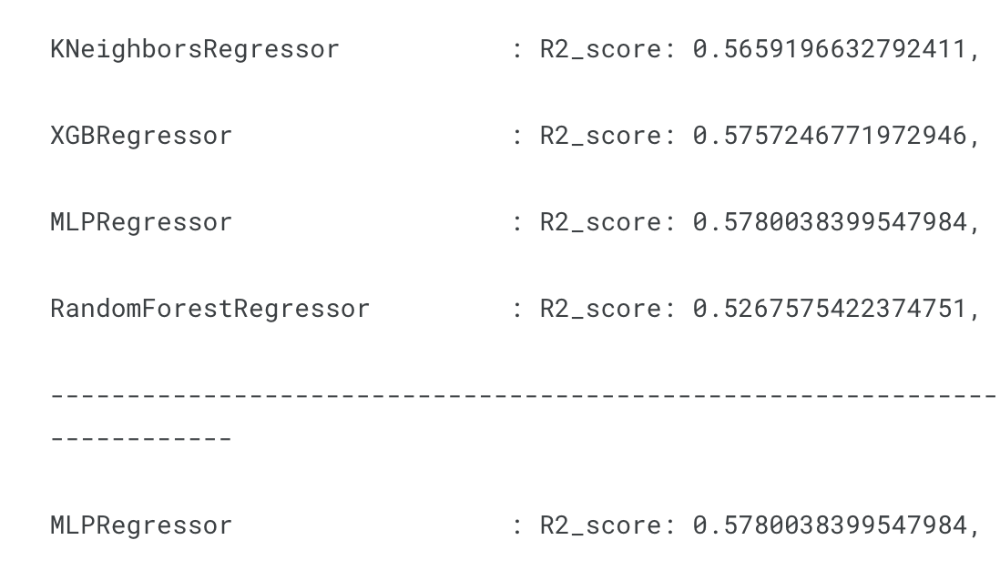 KNeighborsRegressor           : R2_score: 0.5659196632792411,
XGBRegressor                  : R2_score: 0.5757246771972946,
MLPRegressor                  : R2_score: 0.5780038399547984,
RandomForestRegressor         : R2_score: 0.5267575422374751,
--------------------------------------------------------------
------------
MLPRegressor                  : R2_score: 0.5780038399547984,